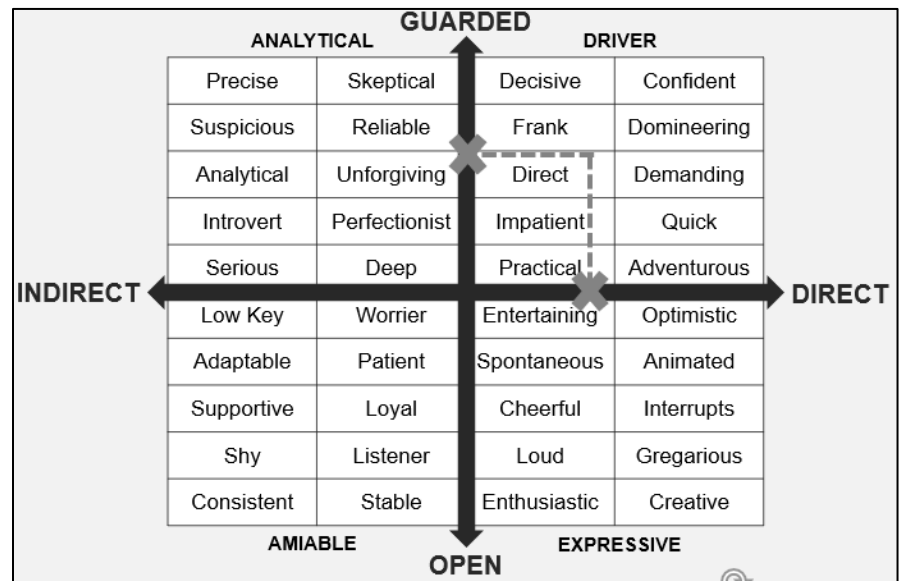 GUARDED
ANALYTICAL DRIVER
Precise Skeptical Decisive Confident
Suspicious Reliable Frank Domineering
Analytical Unforgiving Direct Demanding
Introvert Perfectionist Impatient Quick
Serious Deep Practical Adventurous
INDIRECT DIRECT
Low Key Worrier Entertaining Optimistic
Adaptable Patient Spontaneous Animated
Supportive Loyal Cheerful Interrupts
Shy Listener Loud Gregarious
Consistent Stable Enthusiastic Creative
AMIABLE EXPRESSIVE
OPEN